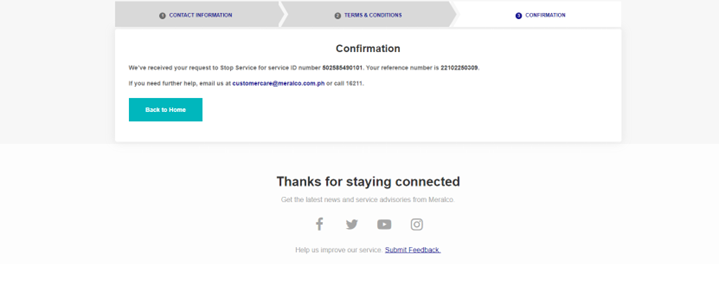 1 CONTACT INFORMATION
2 TERMS & CONDITIONS
3 CONFIRMATION
Confirmation
We've received your request to Stop Service for service ID number 502585490101. Your reference number is 22102250309.
If you need further help, email us at customercare@meralco.com.ph or call 16211.
Back to Home
Thanks for staying connected
Get the latest news and service advisories from Meralco.
Help us improve our service. Submit Feedback.